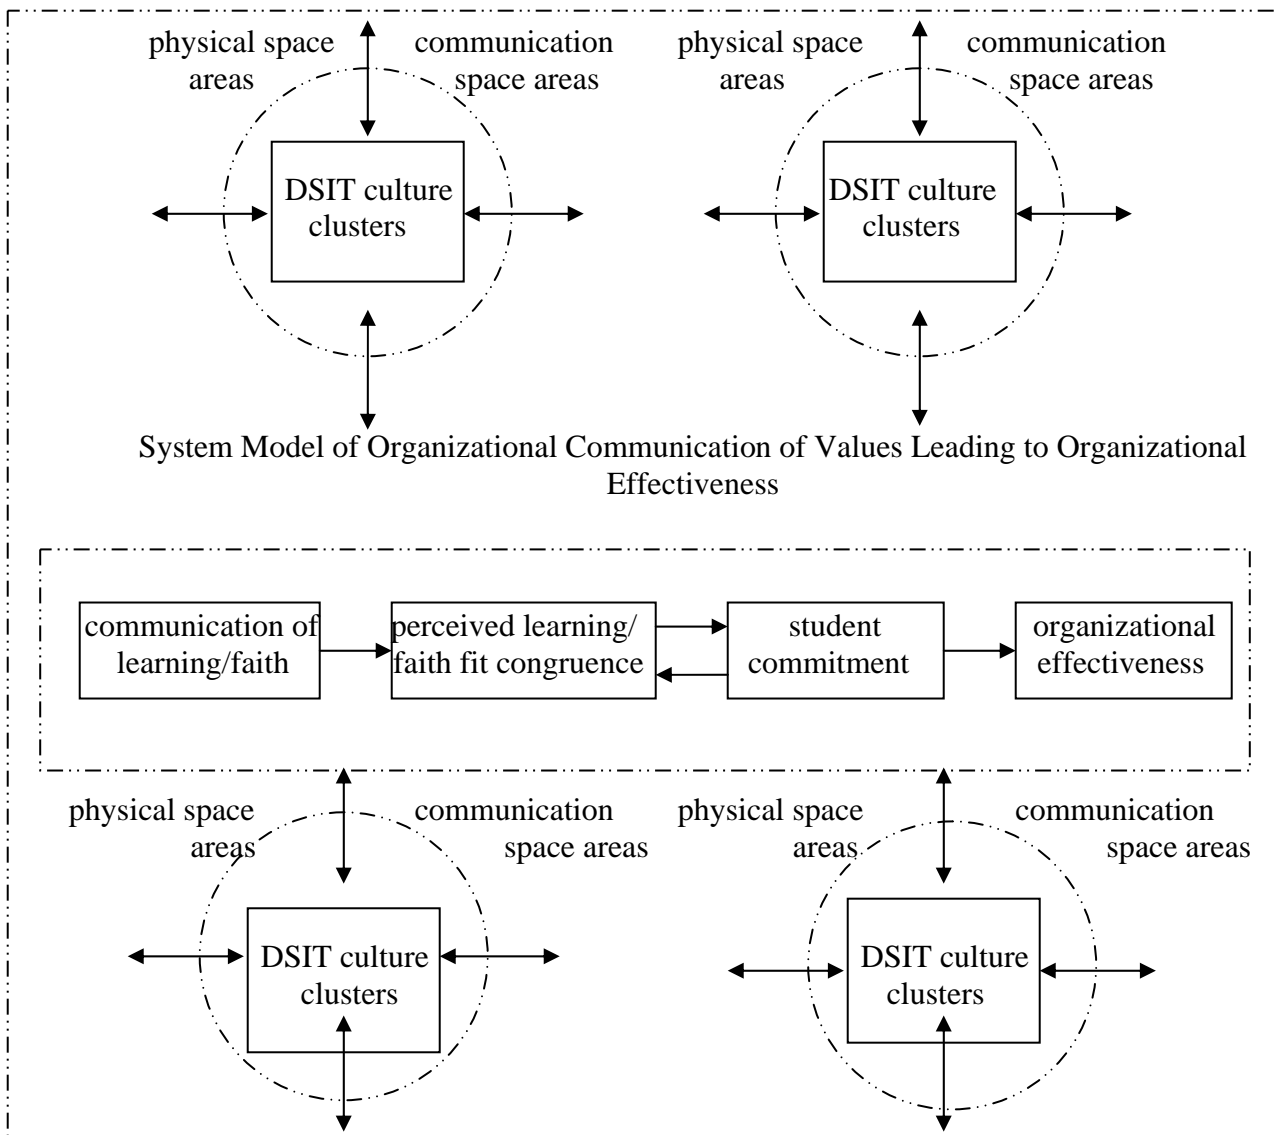 physical space
areas
communication
space areas
physical space
areas
communication
space areas
DSIT culture
clusters
DSIT culture
clusters
System Model of Organizational Communication of Values Leading to Organizational
Effectiveness
communication of
learning/faith
perceived learning/
faith fit congruence
student
commitment
organizational
effectiveness
physical space
areas
communication
space areas
physical space
areas
communication
space areas
DSIT culture
clusters
DSIT culture
clusters